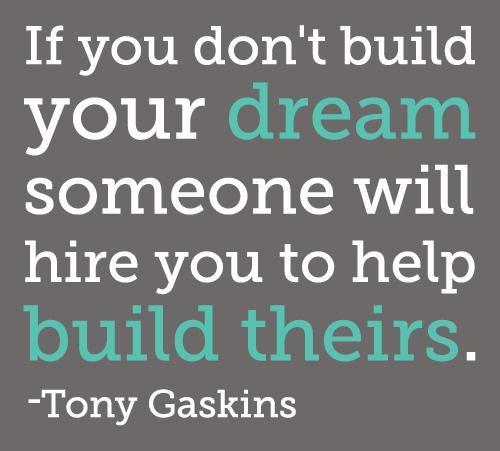 If you don't build
your dream
someone will
hire you to help
build theirs.
-Tony Gaskins